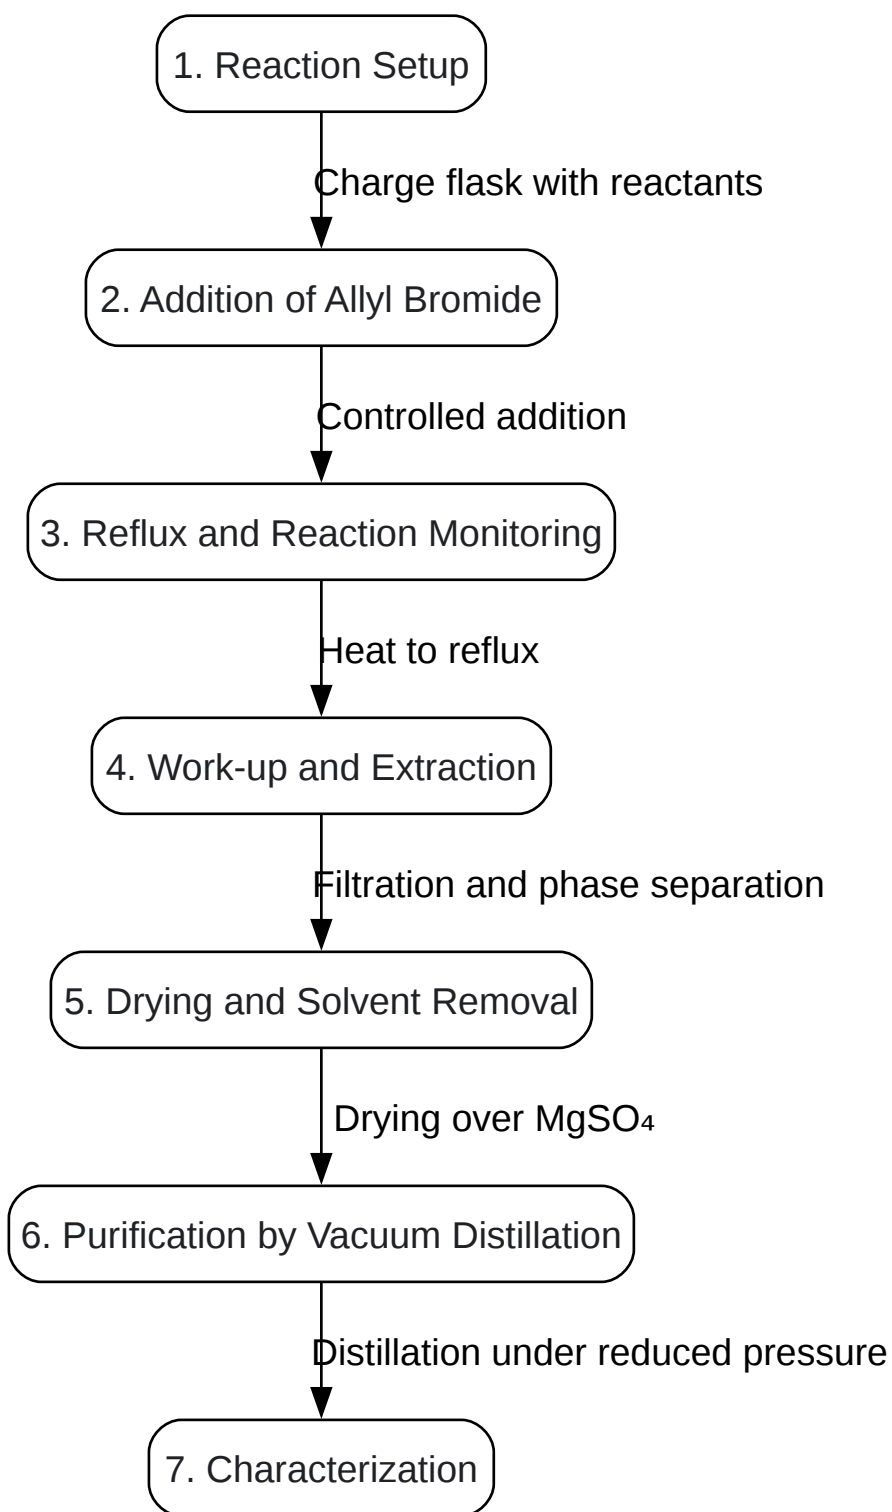 1. Reaction Setup
Charge flask with reactants
2. Addition of Allyl Bromide
Controlled addition
3. Reflux and Reaction Monitoring
Heat to reflux
4. Work-up and Extraction
Filtration and phase separation
5. Drying and Solvent Removal
Drying over MgSO₄
6. Purification by Vacuum Distillation
Distillation under reduced pressure
7. Characterization